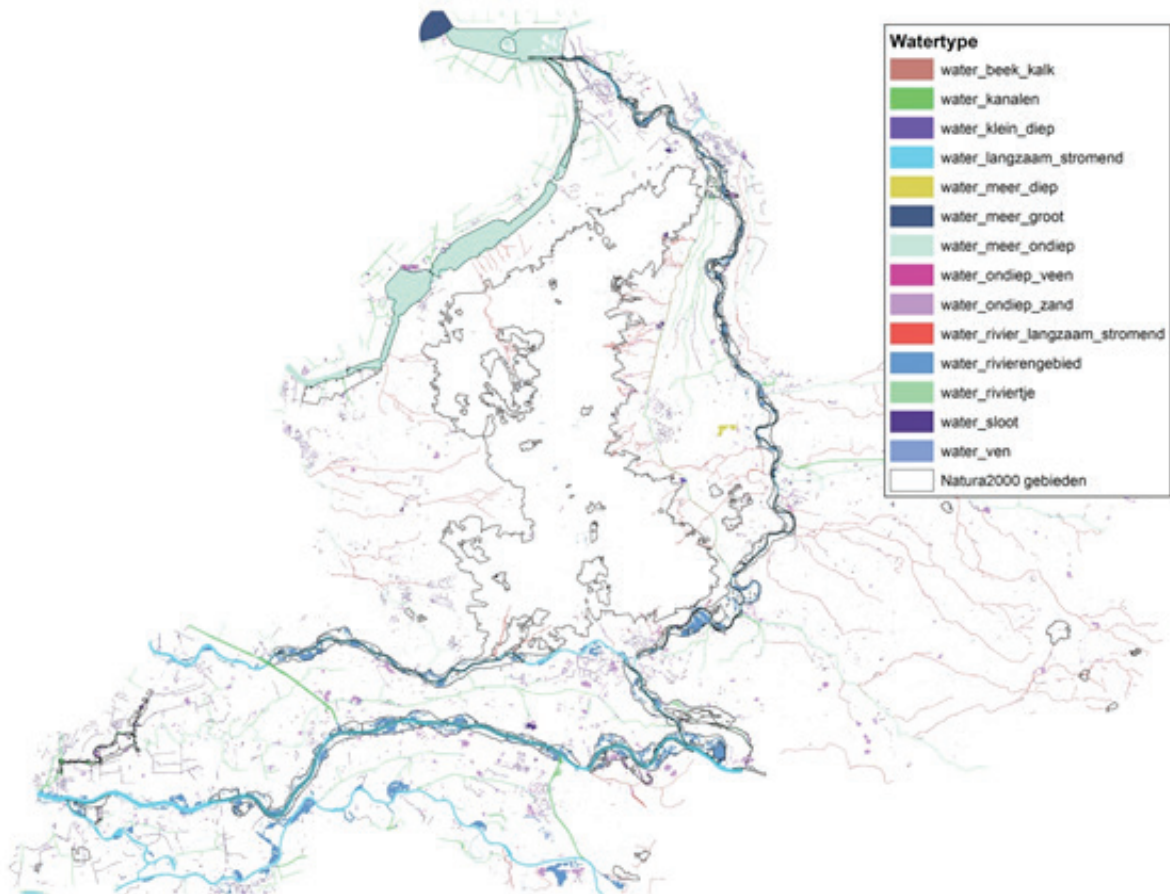 Watertype
water_beek_kalk
water_kanalen
water_klein_diep
water_langzaam_stromend
water_meer_diep
water_meer_groot
water_meer_ondiep
water_ondiep_veen
water_ondiep_zand
water_rivier_langzaam_stromend
water_rivierengebied
water_riviertje
water_sloot
water_ven
Natura2000 gebieden